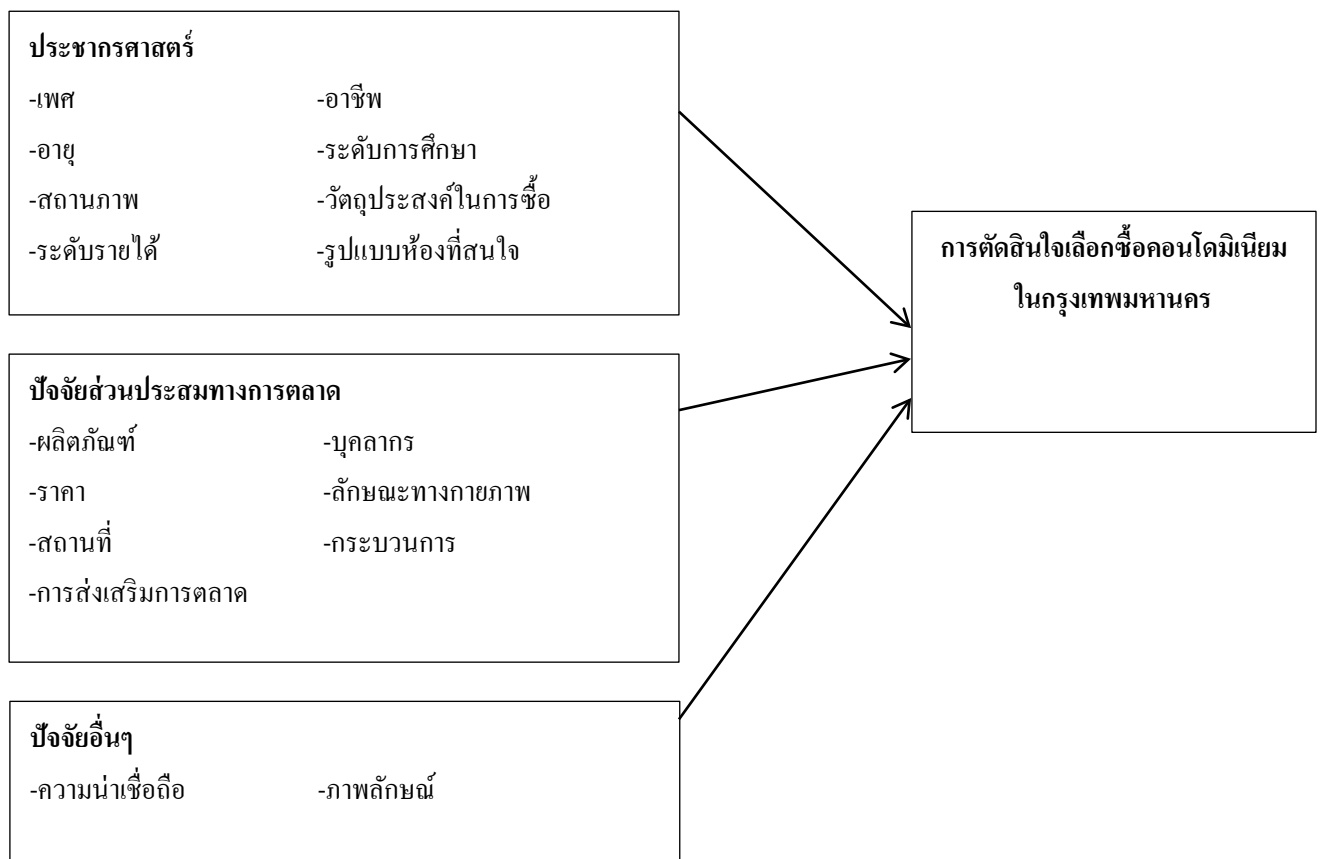 ประชากรศาสตร์
-เพศ -อาชีพ
-อายุ -ระดับการศึกษา
-สถานภาพ -วัตถุประสงค์ในการซื้อ
-ระดับรายได้ -รูปแบบห้องที่สนใจ
ปัจจัยส่วนประสมทางการตลาด
-ผลิตภัณฑ์ -บุคลากร
-ราคา -ลักษณะทางกายภาพ
-สถานที่ -กระบวนการ
-การส่งเสริมการตลาด
ปัจจัยอื่นๆ
-ความน่าเชื่อถือ -ภาพลักษณ์
การตัดสินใจเลือกซื้อคอนโดมิเนียม
ในกรุงเทพมหานคร